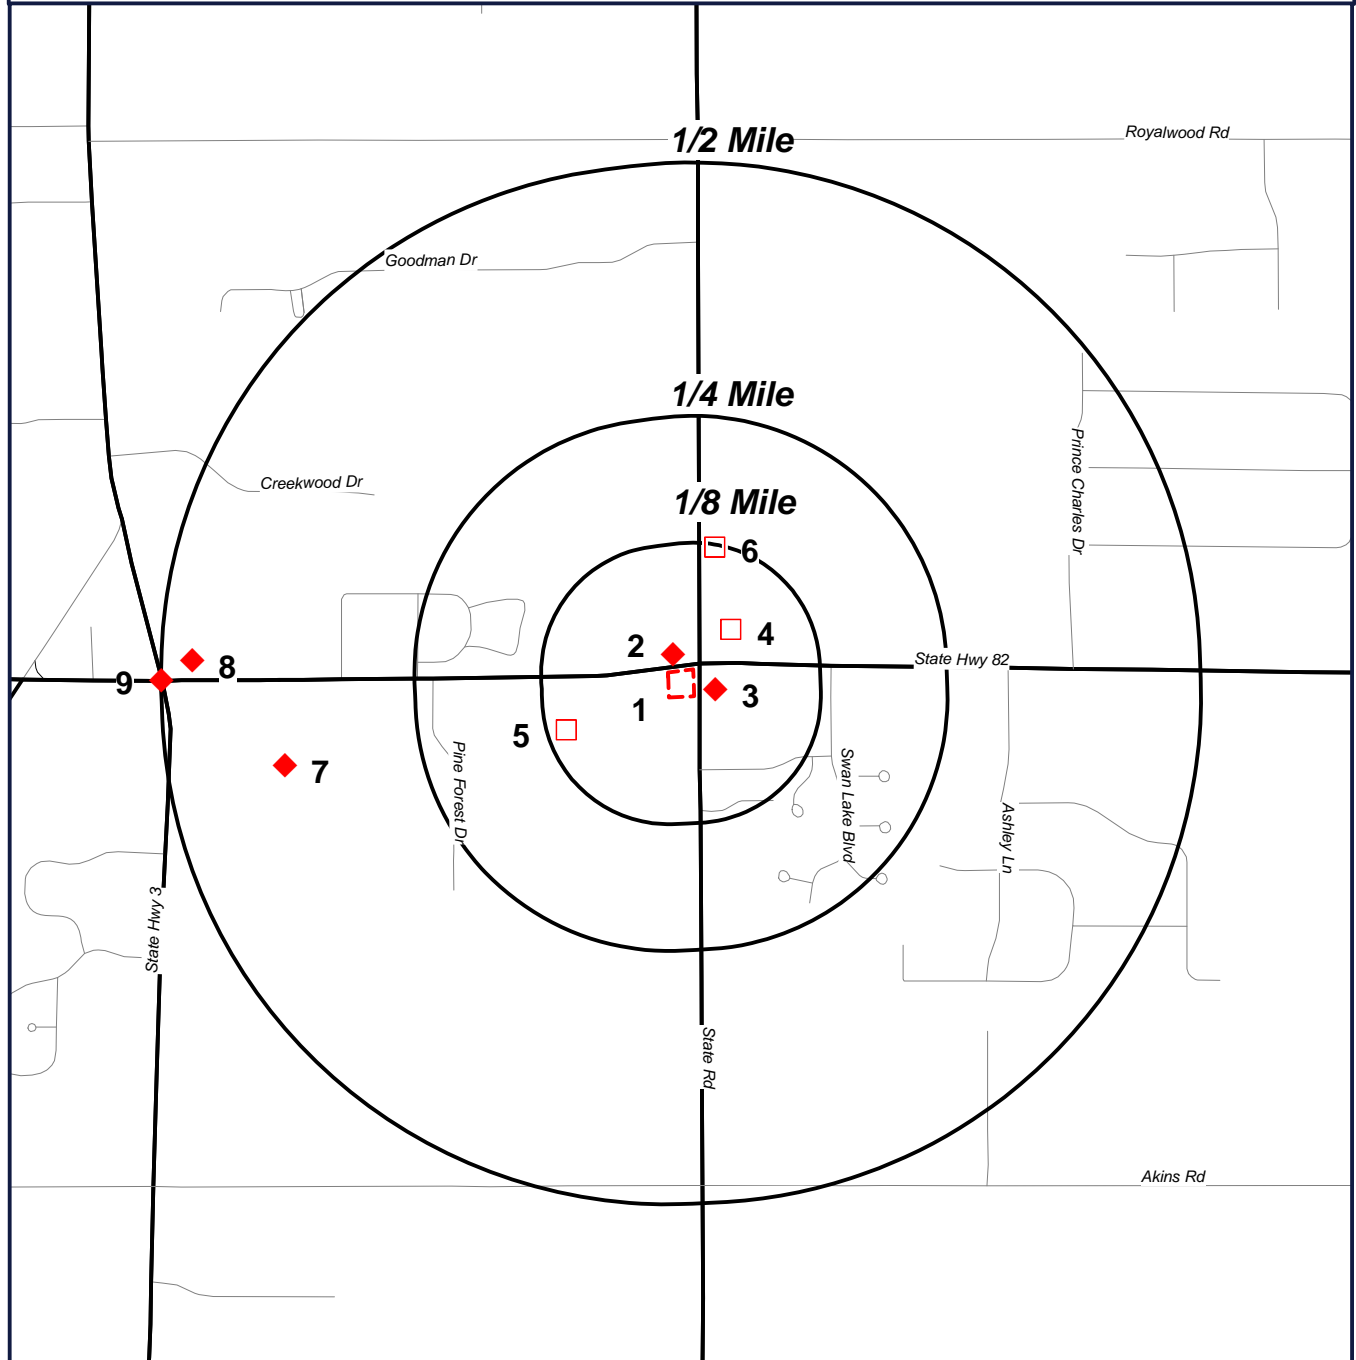 Royalwood Rd
1/2 Mile
Goodman Dr
1/4 Mile
Prince Charles Dr
Creekwood Dr
1/8 Mile
6
4
2
State Hwy 82
8
9
3
1
5
7
Pine Forest Dr
Swan Lake Blvd
Ashley Ln
State Hwy 3
State Rd
Akins Rd